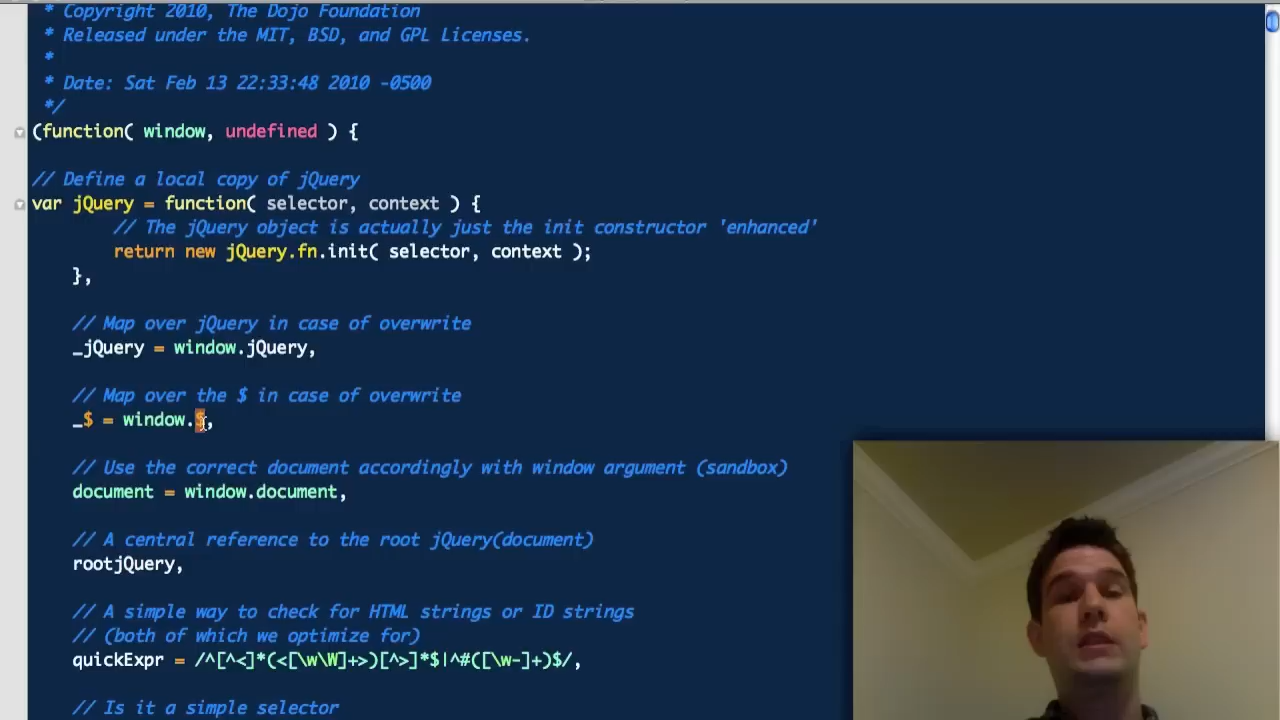 * Copyright 2010, The Dojo Foundation
* Released under the MIT, BSD, and GPL Licenses.
*
* Date: Sat Feb 13 22:33:48 2010 -0500
*/
(function( window, undefined ) {
// Define a local copy of jQuery
var jQuery = function( selector, context ) {
// The jQuery object is actually just the init constructor 'enhanced'
return new jQuery.fn.init( selector, context );
},
// Map over jQuery in case of overwrite
_jQuery = window.jQuery,
// Map over the $ in case of overwrite
_$ = window.$,
// Use the correct document accordingly with window argument (sandbox)
document = window.document,
// A central reference to the root jQuery(document)
rootjQuery,
// A simple way to check for HTML strings or ID strings
// (both of which we optimize for)
quickExpr = /^[^<]*(<[\w\W]+>)[^>]*$|^#([\w-]+)$/,
// Is it a simple selector